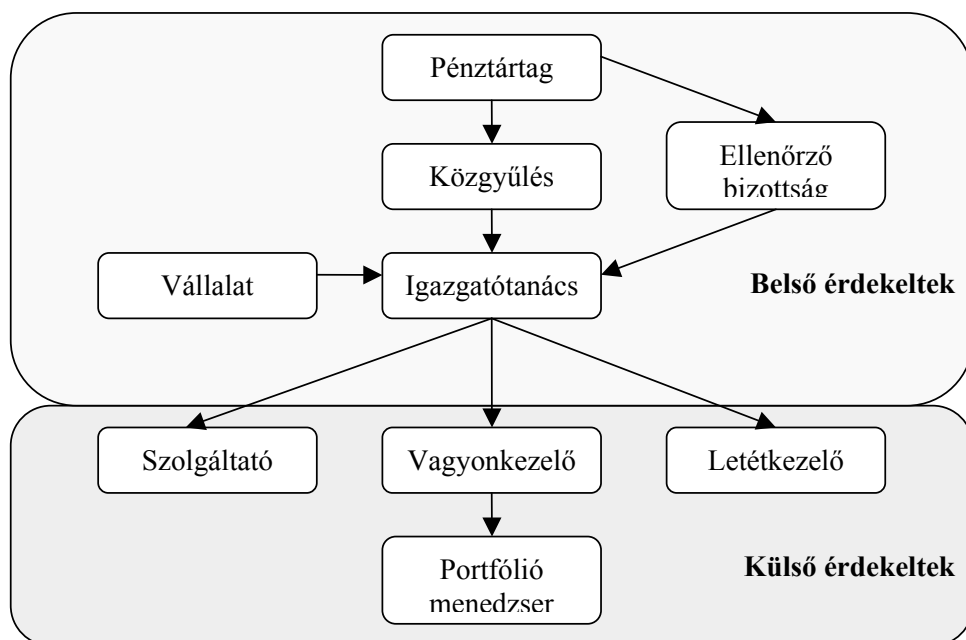 Pénztártag
Közgyűlés
Ellenőrző
bizottság
Vállalat
Igazgatótanács
Belső érdekeltek
Szolgáltató
Vagyonkezelő
Letétkezelő
Portfólió
menedzser
Külső érdekeltek